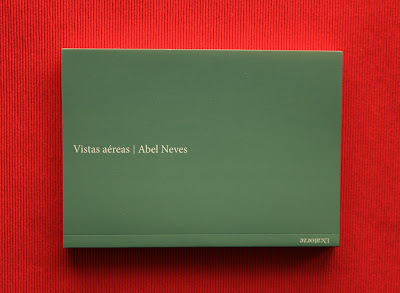 Vistas aéreas | Abel Neves